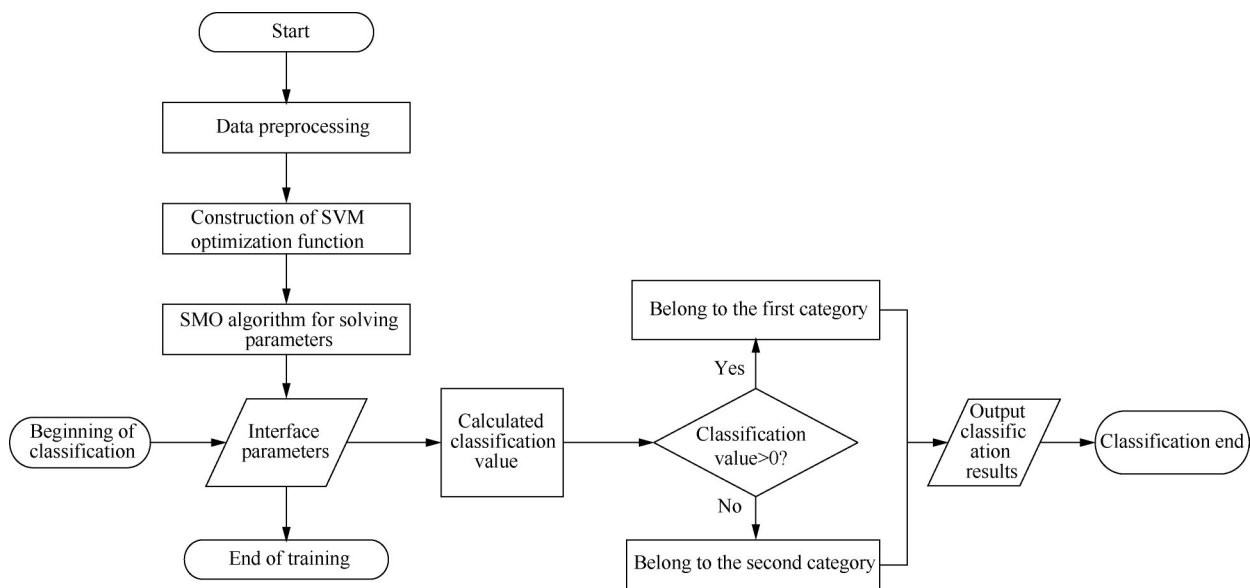 Start
Data preprocessing
Construction of SVM
optimization function
SMO algorithm for solving
parameters
Beginning of
classification
Interface
parameters
End of training
Calculated
classification
value
Classification
value>0?
Yes
Belong to the first category
No
Belong to the second category
Output
classific
ation
results
Classification end